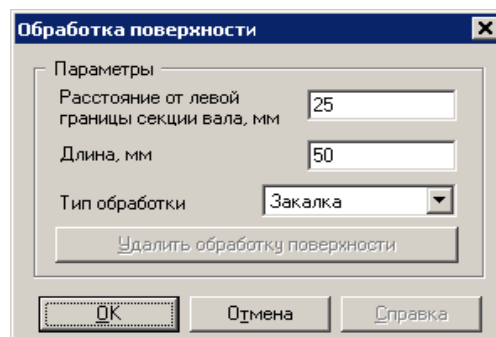 Обработка поверхности
Параметры
Расстояние от левой
границы секции вала, мм
25
Длина, мм
50
Тип обработки
Закалка
Удалить обработку поверхности
OK
Отмена
Справка